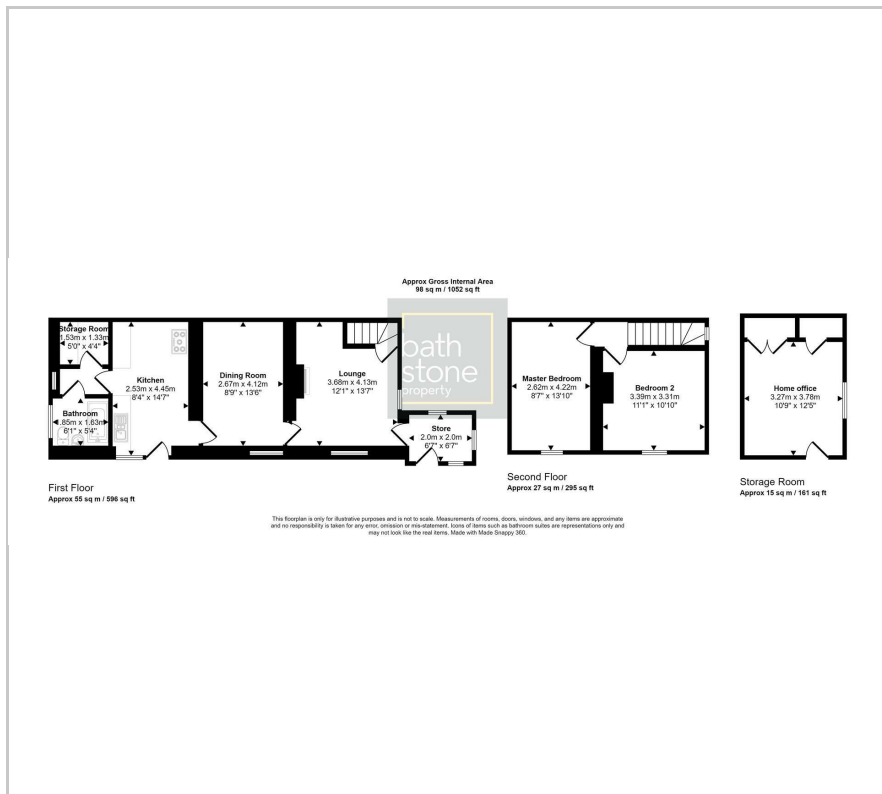 Approx Gross Internal Area
98 sq m / 1052 sq ft
bath
stone
property
Storage Room
1.53m x 1.33m
5'0" x 4'4"
Kitchen
2.53m x 4.45m
8'4" x 14'7"
Bathroom
.85m x 1.63m
6'1" x 5'4"
Dining Room
2.67m x 4.12m
8'9" x 13'6"
Lounge
3.68m x 4.13m
12'1" x 13'7"
Store
2.0m x 2.0m
6'7" x 6'7"
First Floor
Approx 55 sq m / 596 sq ft
Master Bedroom
2.62m x 4.22m
8'7" x 13'10"
Bedroom 2
3.39m x 3.31m
11'1" x 10'10"
Second Floor
Approx 27 sq m / 295 sq ft
Home office
3.27m x 3.78m
10'9" x 12'5"
Storage Room
Approx 15 sq m / 161 sq ft
This floorplan is only for illustrative purposes and is not to scale. Measurements of rooms, doors, windows, and any items are approximate
and no responsibility is taken for any error, omission or mis-statement. Icons of items such as bathroom suites are representations only and
may not look like the real items. Made with Made Snappy 360.